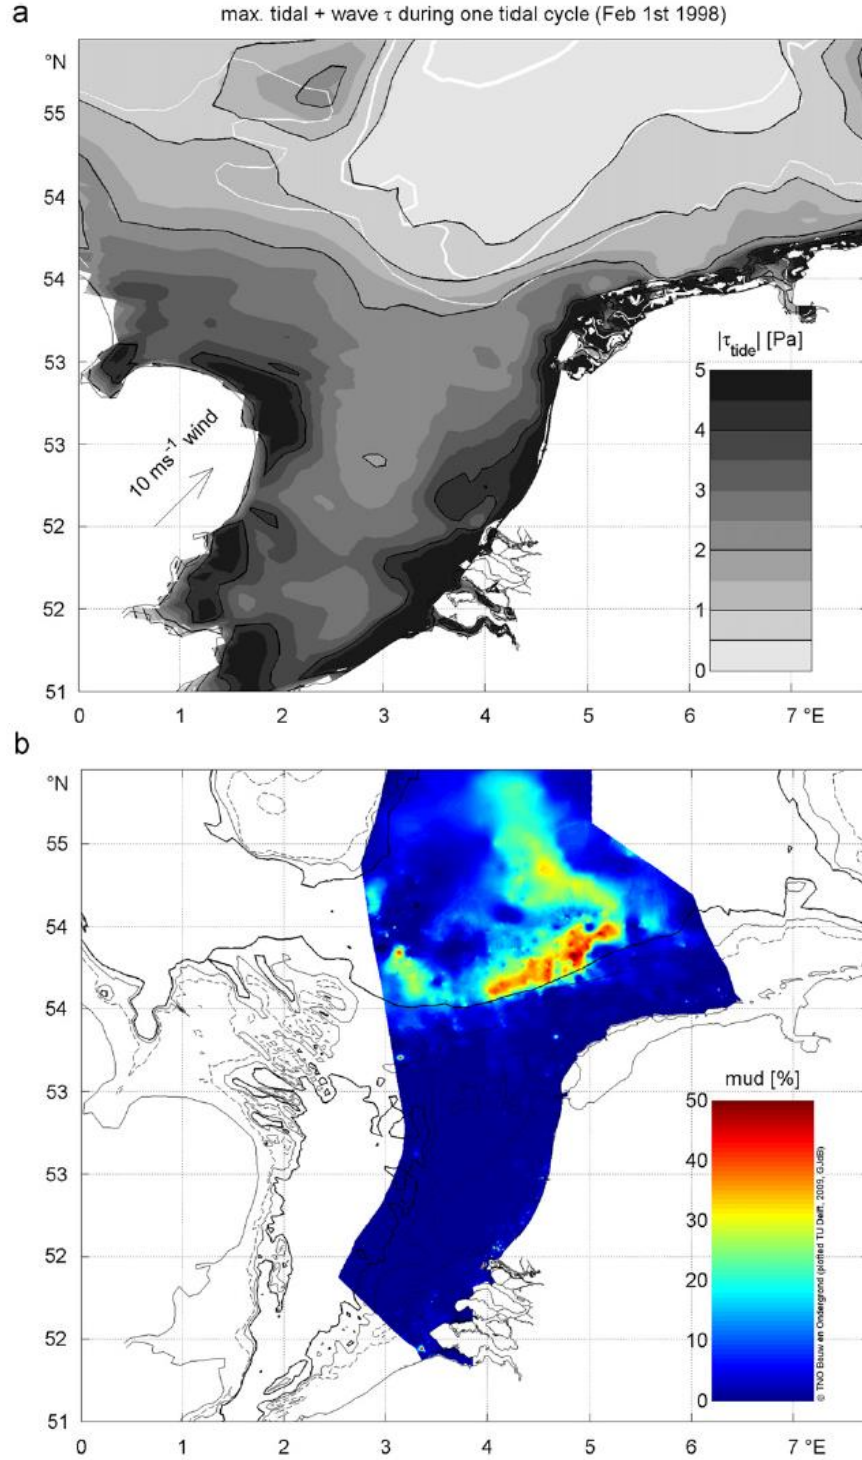 a
max. tidal + wave τ during one tidal cycle (Feb 1st 1998)
°N
55
54
54
53
53
52
52
51
10 ms⁻¹ wind
|τtide| [Pa]
5
4
3
2
1
0
0 1 2 3 4 5 6 7 °E
b
°N
55
54
54
53
53
52
52
51
mud [%]
50
40
30
20
10
0
© TNO Bouw en Ondergrond (plotted TU Delft, 2009, GJdB)
0 1 2 3 4 5 6 7 °E